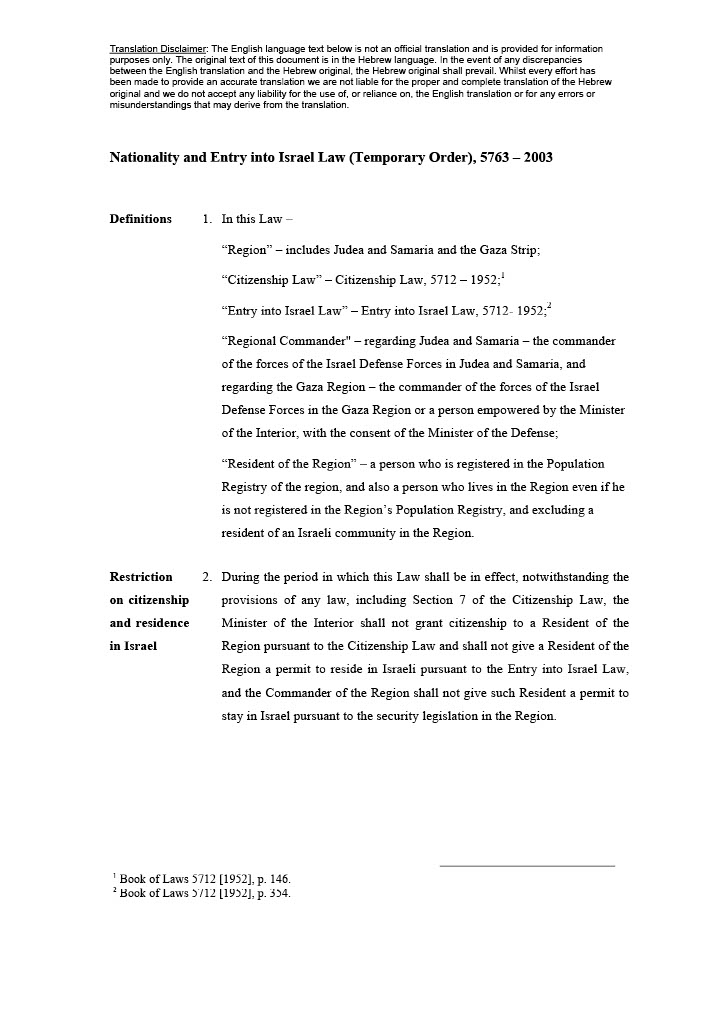 Translation Disclaimer: The English language text below is not an official translation and is provided for information
purposes only. The original text of this document is in the Hebrew language. In the event of any discrepancies
between the English translation and the Hebrew original, the Hebrew original shall prevail. Whilst every effort has
been made to provide an accurate translation we are not liable for the proper and complete translation of the Hebrew
original and we do not accept any liability for the use of, or reliance on, the English translation or for any errors or
misunderstandings that may derive from the translation.
Nationality and Entry into Israel Law (Temporary Order), 5763 – 2003
Definitions 1. In this Law –
“Region” – includes Judea and Samaria and the Gaza Strip;
“Citizenship Law” – Citizenship Law, 5712 – 1952;1
“Entry into Israel Law” – Entry into Israel Law, 5712- 1952;2
“Regional Commander" – regarding Judea and Samaria – the commander
of the forces of the Israel Defense Forces in Judea and Samaria, and
regarding the Gaza Region – the commander of the forces of the Israel
Defense Forces in the Gaza Region or a person empowered by the Minister
of the Interior, with the consent of the Minister of the Defense;
“Resident of the Region” – a person who is registered in the Population
Registry of the region, and also a person who lives in the Region even if he
is not registered in the Region’s Population Registry, and excluding a
resident of an Israeli community in the Region.
Restriction 2. During the period in which this Law shall be in effect, notwithstanding the
on citizenship provisions of any law, including Section 7 of the Citizenship Law, the
and residence Minister of the Interior shall not grant citizenship to a Resident of the
in Israel Region pursuant to the Citizenship Law and shall not give a Resident of the
Region a permit to reside in Israeli pursuant to the Entry into Israel Law,
and the Commander of the Region shall not give such Resident a permit to
stay in Israel pursuant to the security legislation in the Region.
1 Book of Laws 5712 [1952], p. 146.
2 Book of Laws 5712 [1952], p. 354.